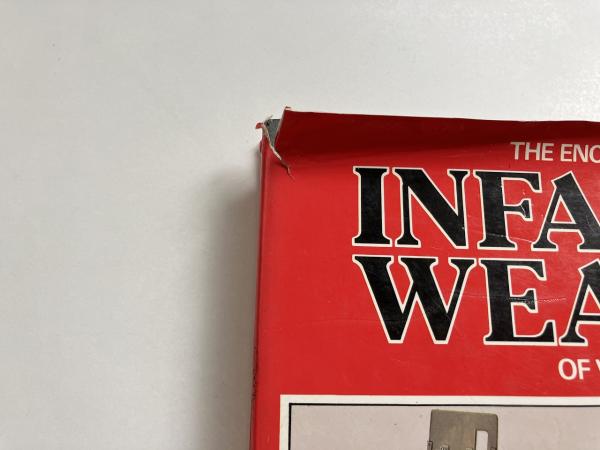 THE ENC
INFA
WEA
OF